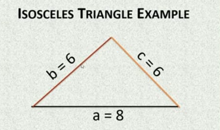 ISOSCELES TRIANGLE EXAMPLE
b = 6
c = 6
a = 8